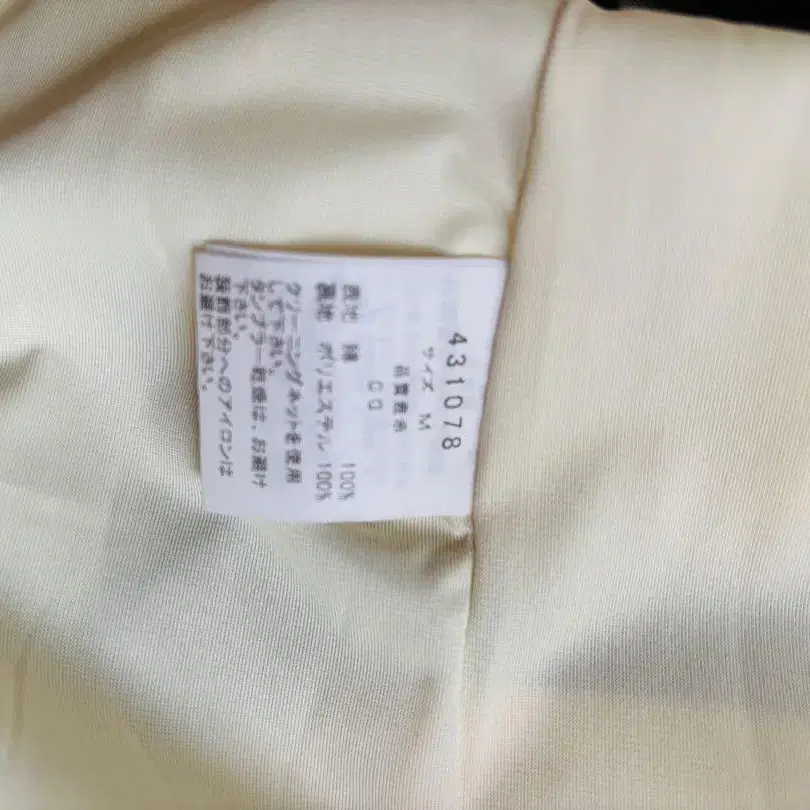 431078
サイズ M
品質表示
00
表地 綿 100%
裏地 ポリエステル 100%
クリーニングネットを使用
して下さい。
タンブラー乾燥は、お避け
下さい。
装飾部分へのアイロンは
お避け下さい。